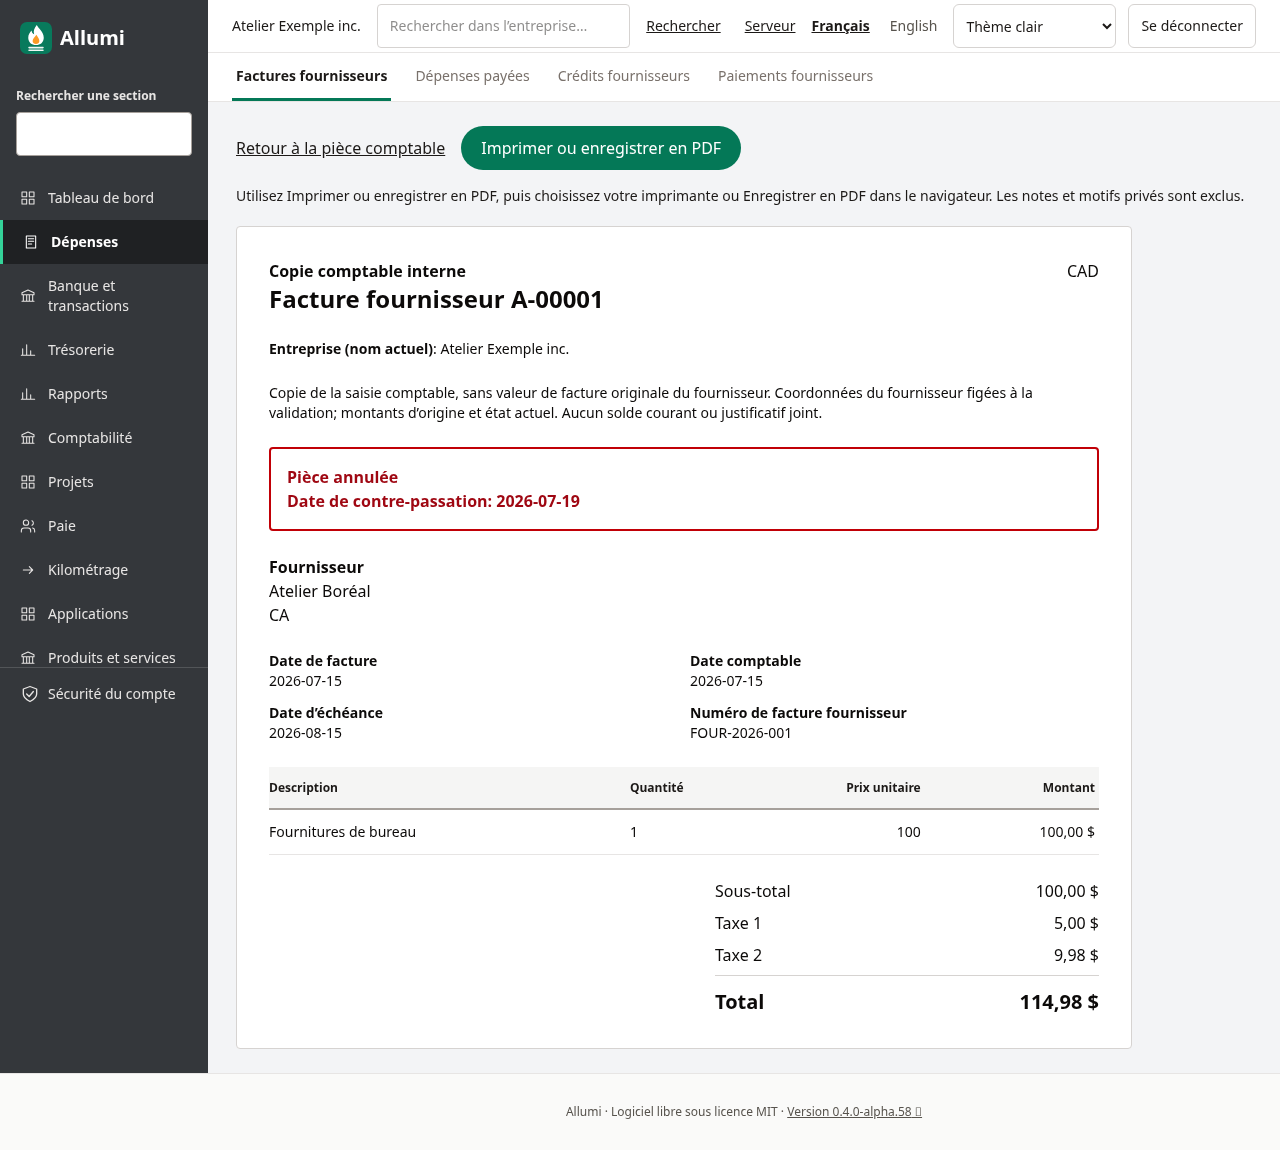 Allumi
Rechercher une section
Tableau de bord
Dépenses
Banque et
transactions
Trésorerie
Rapports
Comptabilité
Projets
Paie
Kilométrage
Applications
Produits et services
Sécurité du compte
Atelier Exemple inc.
Rechercher dans l’entreprise...
Rechercher
Serveur
Français
English
Thème clair
Se déconnecter
Factures fournisseurs
Dépenses payées
Crédits fournisseurs
Paiements fournisseurs
Retour à la pièce comptable
Imprimer ou enregistrer en PDF
Utilisez Imprimer ou enregistrer en PDF, puis choisissez votre imprimante ou Enregistrer en PDF dans le navigateur. Les notes et motifs privés sont exclus.
Copie comptable interne
CAD
Facture fournisseur A-00001
Entreprise (nom actuel): Atelier Exemple inc.
Copie de la saisie comptable, sans valeur de facture originale du fournisseur. Coordonnées du fournisseur figées à la
validation; montants d’origine et état actuel. Aucun solde courant ou justificatif joint.
Pièce annulée
Date de contre-passation: 2026-07-19
Fournisseur
Atelier Boréal
CA
Date de facture
2026-07-15
Date comptable
2026-07-15
Date d’échéance
2026-08-15
Numéro de facture fournisseur
FOUR-2026-001
Description Quantité Prix unitaire Montant
Fournitures de bureau 1 100 100,00 $
Sous-total 100,00 $
Taxe 1 5,00 $
Taxe 2 9,98 $
Total 114,98 $
Allumi · Logiciel libre sous licence MIT · Version 0.4.0-alpha.58